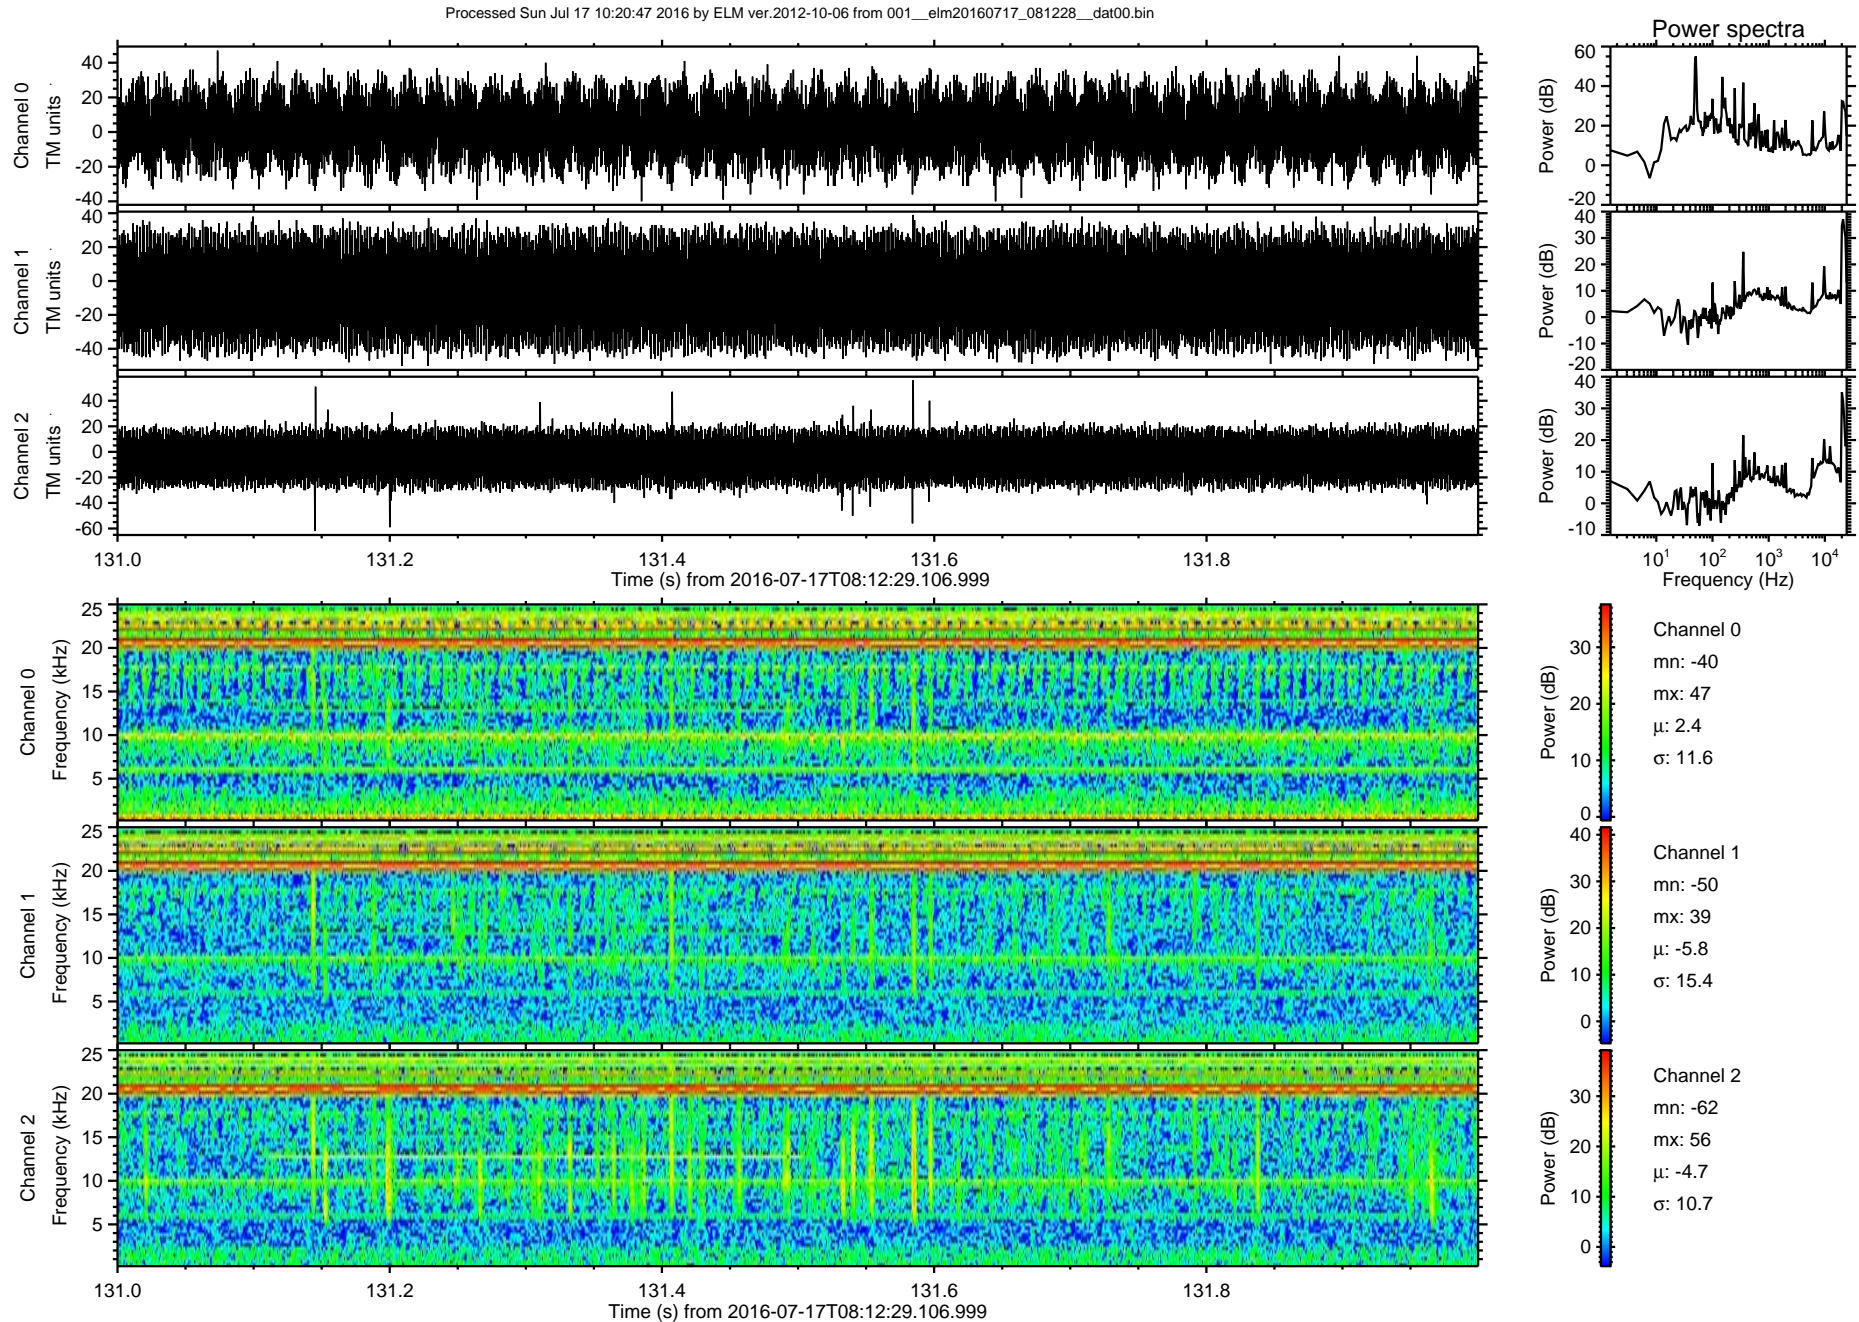 Processed Sun Jul 17 10:20:47 2016 by ELM ver.2012-10-06 from 001__elm20160717_081228__dat00.bin
Power spectra
Channel 0
TM units
40
20
0
-20
-40
Power (dB)
60
40
20
0
-20
Channel 1
TM units
40
20
0
-20
-40
Power (dB)
40
30
20
10
0
-10
-20
Channel 2
TM units
40
20
0
-20
-40
-60
Power (dB)
40
30
20
10
0
-10
131.0 131.2 131.4 131.6 131.8
Time (s) from 2016-07-17T08:12:29.106.999
10¹ 10² 10³ 10⁴
Frequency (Hz)
Channel 0
Frequency (kHz)
25
20
15
10
5
Power (dB)
30
20
10
0
Channel 0
mn: -40
mx: 47
μ: 2.4
σ: 11.6
Channel 1
Frequency (kHz)
25
20
15
10
5
Power (dB)
40
30
20
10
0
Channel 1
mn: -50
mx: 39
μ: -5.8
σ: 15.4
Channel 2
Frequency (kHz)
25
20
15
10
5
Power (dB)
30
20
10
0
Channel 2
mn: -62
mx: 56
μ: -4.7
σ: 10.7
131.0 131.2 131.4 131.6 131.8
Time (s) from 2016-07-17T08:12:29.106.999